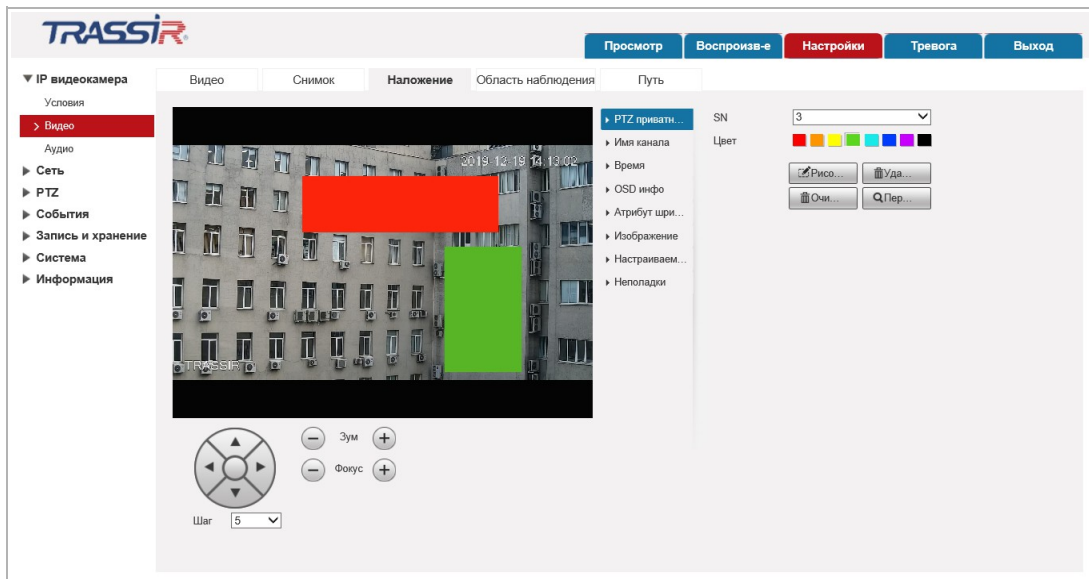 TRASSIR
Просмотр Воспроизв-е Настройки Тревога Выход
IP видеокамера
Условия
Видео
Аудио
Сеть
PTZ
События
Запись и хранение
Система
Информация
Видео Снимок Наложение Область наблюдения Путь
2019-12-19 14:13:02
TRASSIR
PTZ приватн...
Имя канала
Время
OSD инфо
Атрибут шри...
Изображение
Настраиваем...
Неполадки
SN 3
Цвет
Рисо... Уда...
Очи... Пер...
Зум
Фокус
Шаг 5